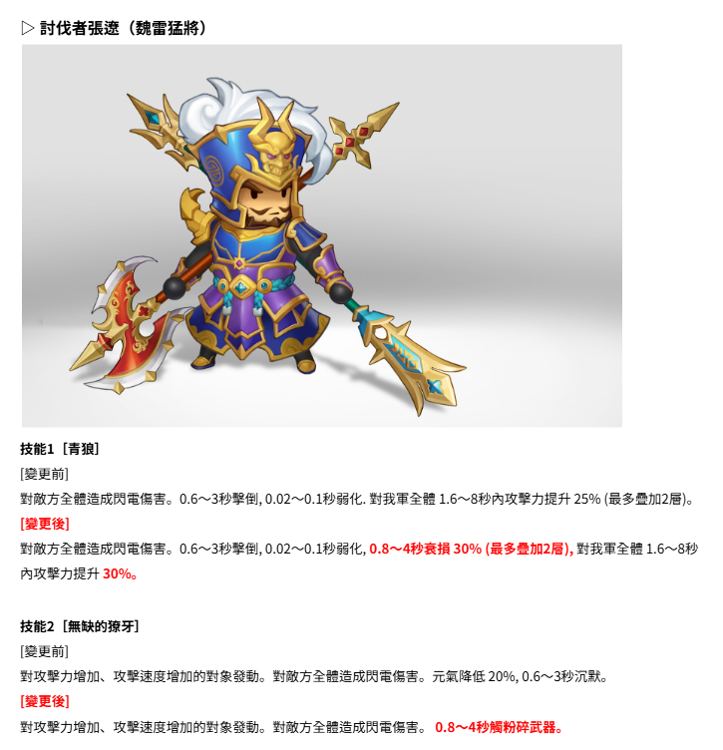 ▷ 討伐者張遼（魏雷猛將）
技能1［青狼］
[變更前]
對敵方全體造成閃電傷害。0.6～3秒擊倒, 0.02～0.1秒弱化. 對我軍全體 1.6～8秒內攻擊力提升 25% (最多疊加2層)。
[變更後]
對敵方全體造成閃電傷害。0.6～3秒擊倒, 0.02～0.1秒弱化, 0.8～4秒衰損 30% (最多疊加2層), 對我軍全體 1.6～8秒
內攻擊力提升 30%。
技能2［無缺的獠牙］
[變更前]
對攻擊力增加、攻擊速度增加的對象發動。對敵方全體造成閃電傷害。元氣降低 20%, 0.6～3秒沉默。
[變更後]
對攻擊力增加、攻擊速度增加的對象發動。對敵方全體造成閃電傷害。 0.8～4秒觸粉碎武器。